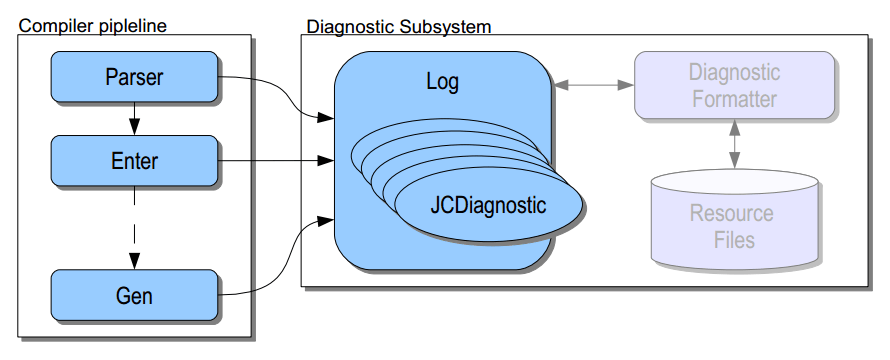 Compiler pipleline
Diagnostic Subsystem
Parser
Enter
Gen
Log
JCDiagnostic
Diagnostic
Formatter
Resource
Files